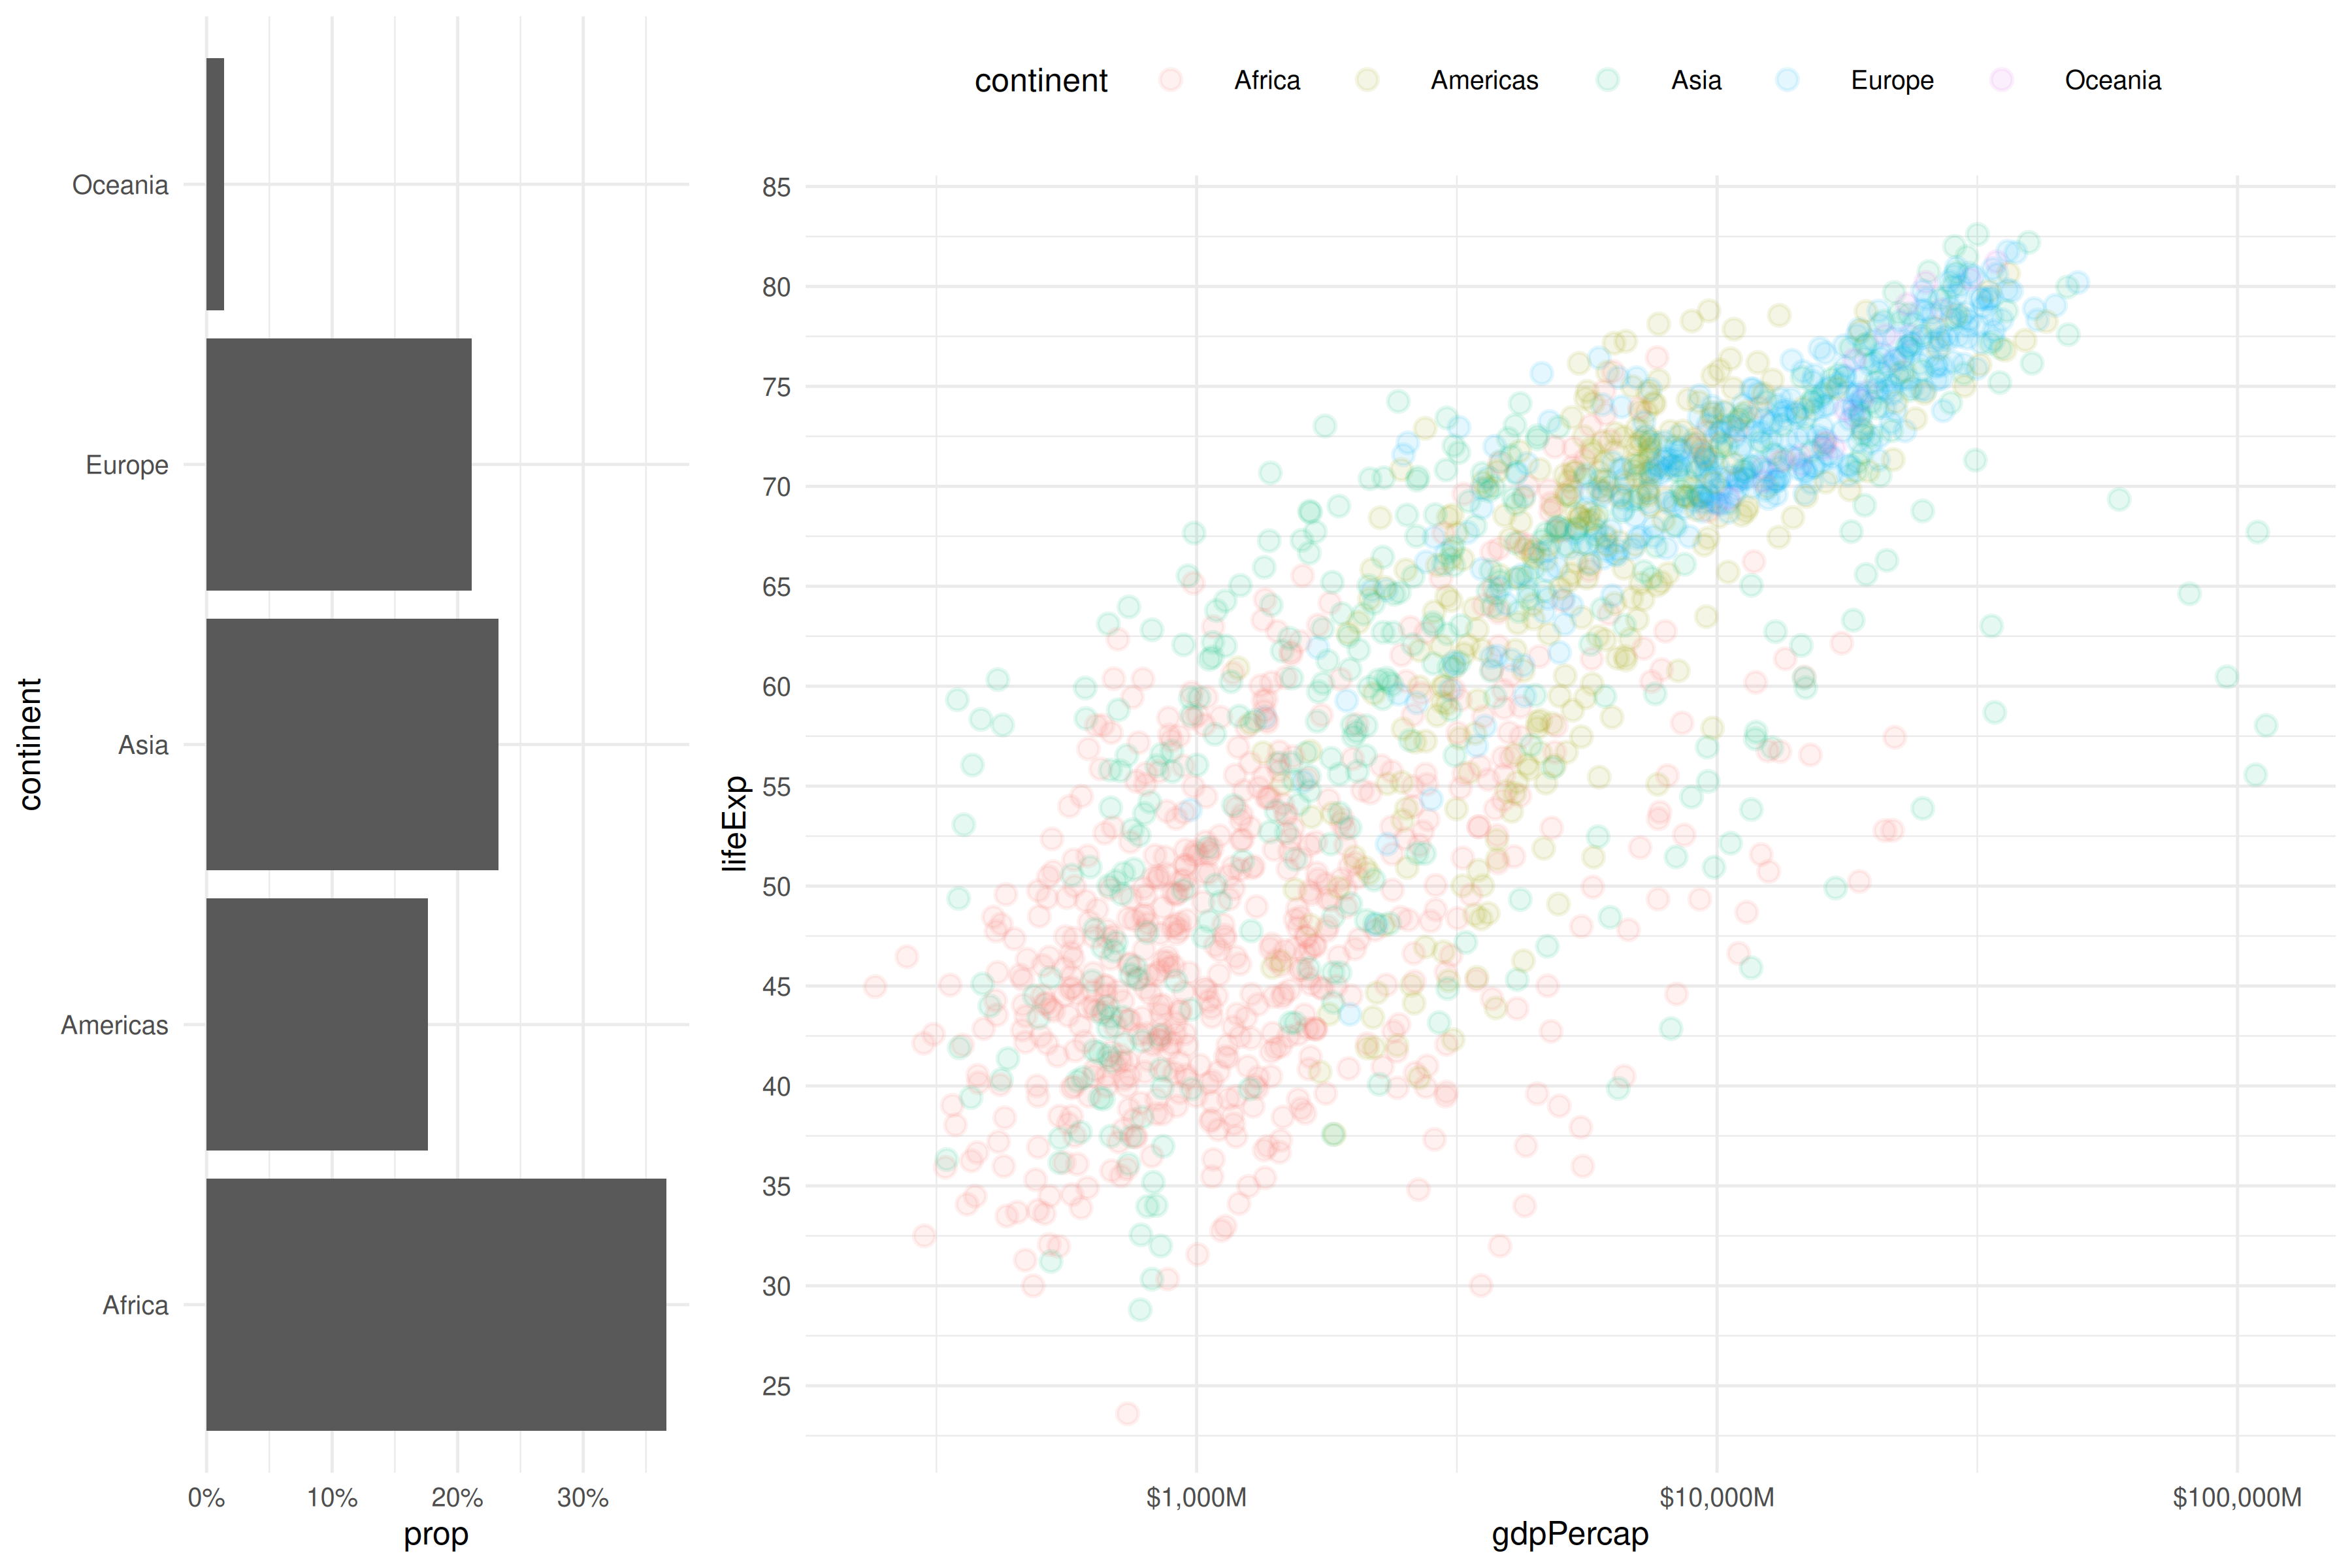 continent
Oceania
Europe
Asia
Americas
Africa
0% 10% 20% 30%
prop
continent Africa Americas Asia Europe Oceania
lifeExp
85
80
75
70
65
60
55
50
45
40
35
30
25
$1,000M $10,000M $100,000M
gdpPercap